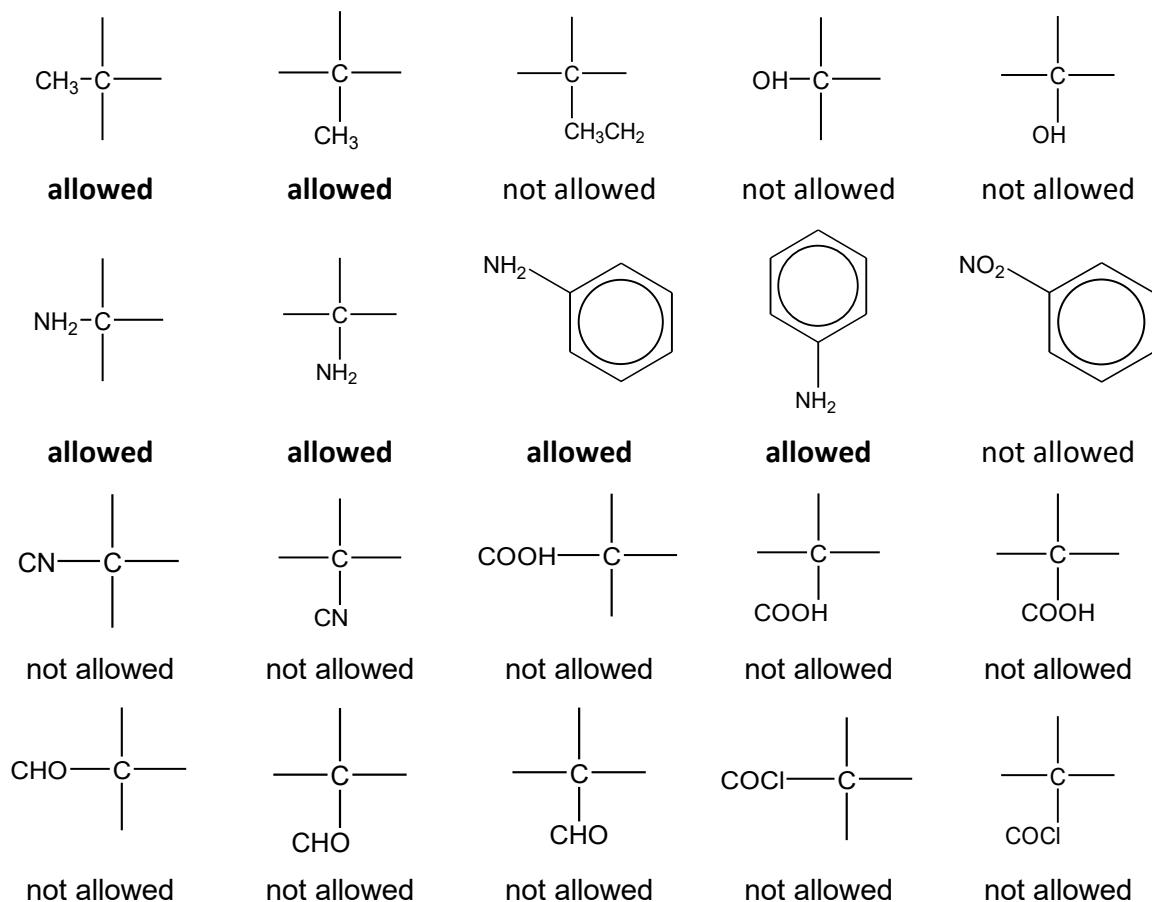 CH₃ C C C OH C C
CH₃ CH₃CH₂ OH
allowed allowed not allowed not allowed not allowed
NH₂ C C NH₂ NO₂
NH₂ NH₂
allowed allowed allowed allowed not allowed
CN C C COOH C C C
CN COOH COOH
not allowed not allowed not allowed not allowed not allowed
CHO C C C COCl C C
CHO CHO COCl
not allowed not allowed not allowed not allowed not allowed